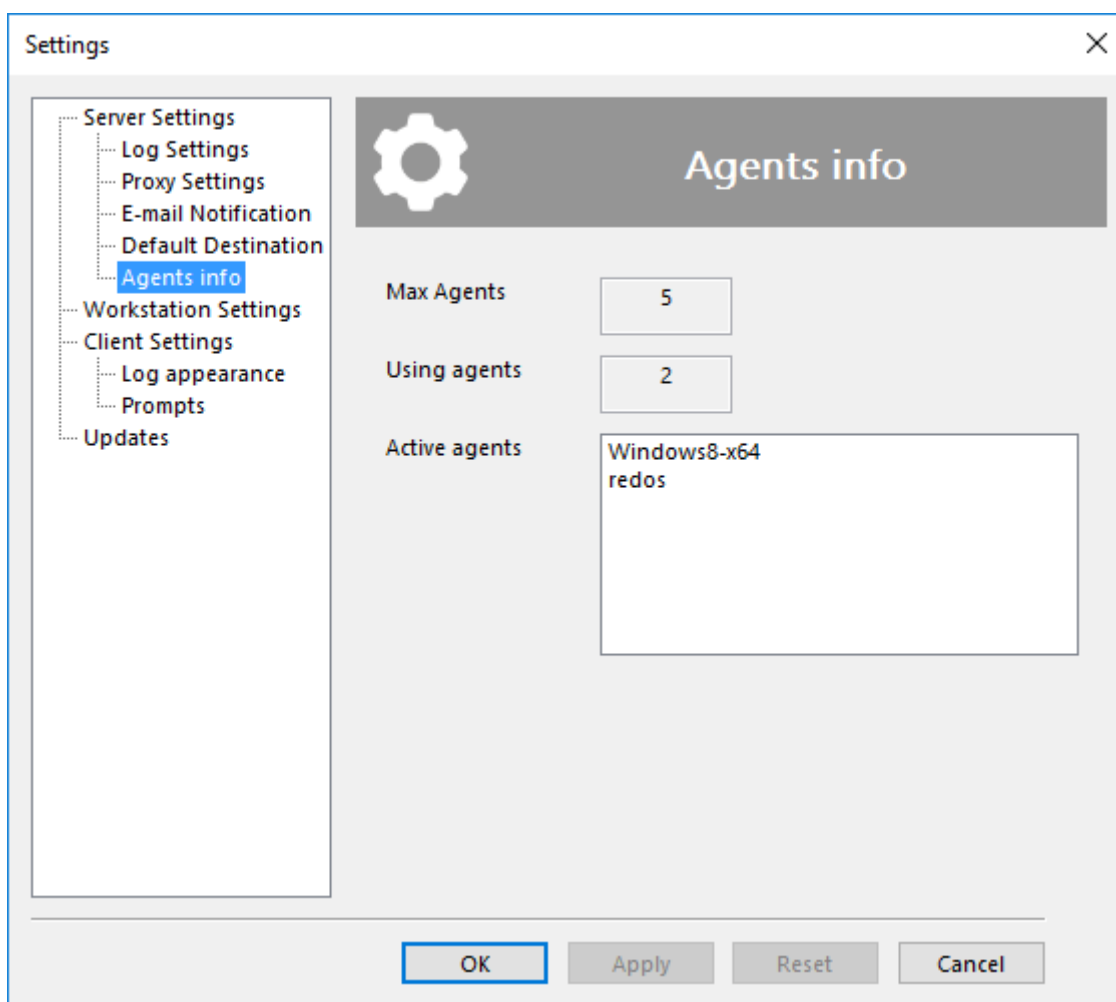 Settings
Server Settings
Log Settings
Proxy Settings
E-mail Notification
Default Destination
Agents info
Workstation Settings
Client Settings
Log appearance
Prompts
Updates
Agents info
Max Agents
5
Using agents
2
Active agents
Windows8-x64
redos
OK
Apply
Reset
Cancel